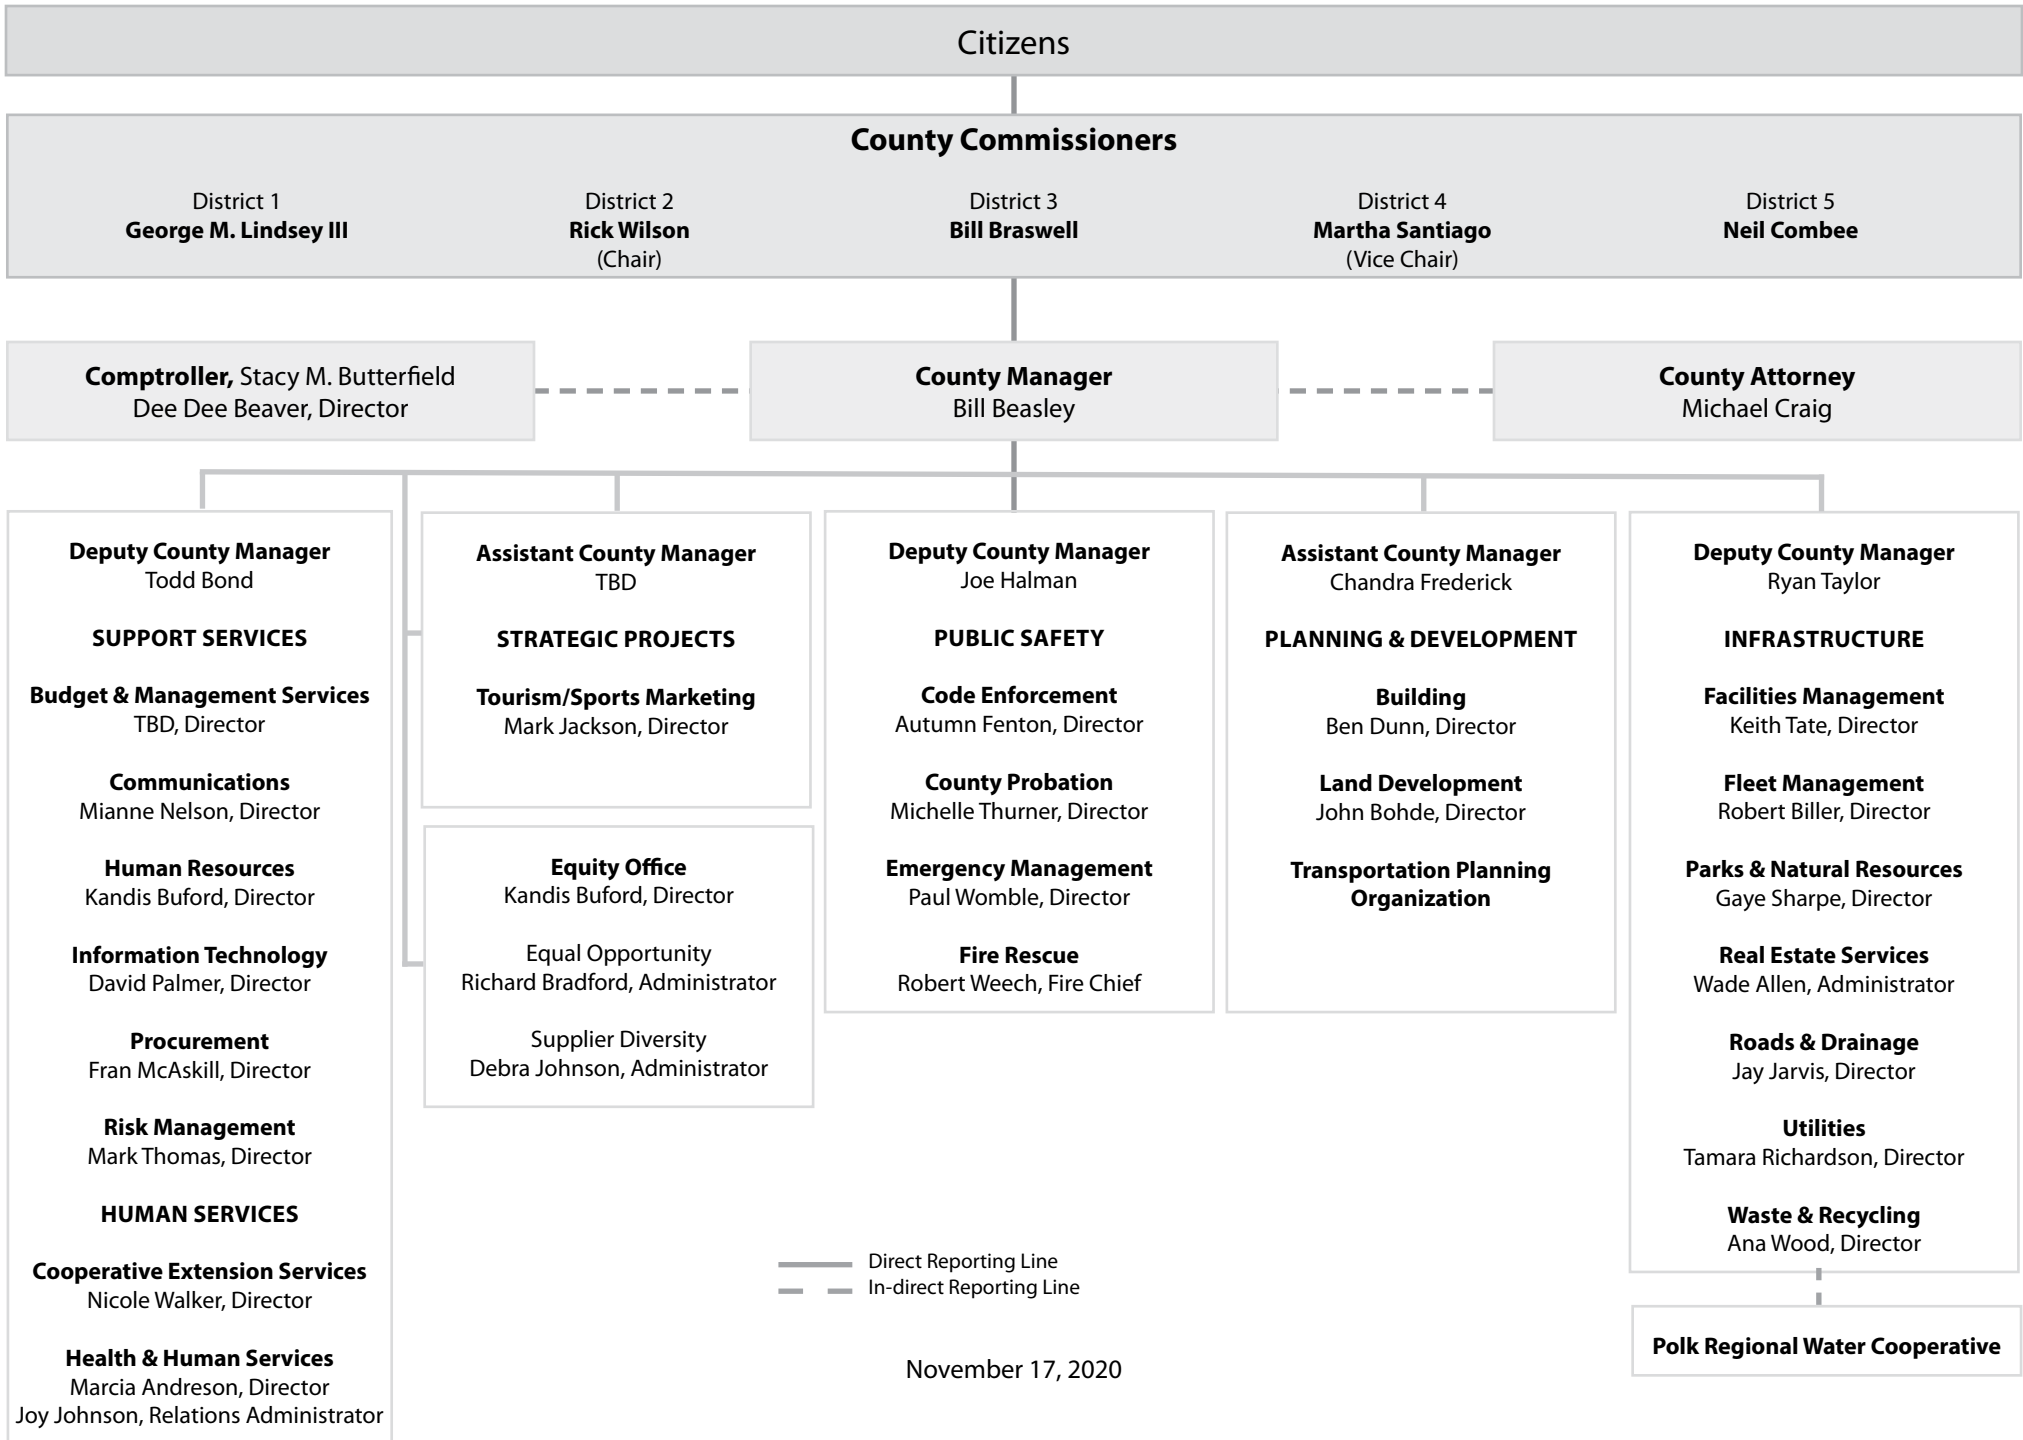 Citizens
County Commissioners
District 1
George M. Lindsey III
District 2
Rick Wilson
(Chair)
District 3
Bill Braswell
District 4
Martha Santiago
(Vice Chair)
District 5
Neil Combee
Comptroller, Stacy M. Butterfield
Dee Dee Beaver, Director
County Manager
Bill Beasley
County Attorney
Michael Craig
Deputy County Manager
Todd Bond
SUPPORT SERVICES
Budget & Management Services
TBD, Director
Communications
Mianne Nelson, Director
Human Resources
Kandis Buford, Director
Information Technology
David Palmer, Director
Procurement
Fran McAskill, Director
Risk Management
Mark Thomas, Director
HUMAN SERVICES
Cooperative Extension Services
Nicole Walker, Director
Health & Human Services
Marcia Andreson, Director
Joy Johnson, Relations Administrator
Assistant County Manager
TBD
STRATEGIC PROJECTS
Tourism/Sports Marketing
Mark Jackson, Director
Equity Office
Kandis Buford, Director
Equal Opportunity
Richard Bradford, Administrator
Supplier Diversity
Debra Johnson, Administrator
Deputy County Manager
Joe Halman
PUBLIC SAFETY
Code Enforcement
Autumn Fenton, Director
County Probation
Michelle Thurner, Director
Emergency Management
Paul Womble, Director
Fire Rescue
Robert Weech, Fire Chief
Assistant County Manager
Chandra Frederick
PLANNING & DEVELOPMENT
Building
Ben Dunn, Director
Land Development
John Bohde, Director
Transportation Planning
Organization
Deputy County Manager
Ryan Taylor
INFRASTRUCTURE
Facilities Management
Keith Tate, Director
Fleet Management
Robert Biller, Director
Parks & Natural Resources
Gaye Sharpe, Director
Real Estate Services
Wade Allen, Administrator
Roads & Drainage
Jay Jarvis, Director
Utilities
Tamara Richardson, Director
Waste & Recycling
Ana Wood, Director
Polk Regional Water Cooperative
Direct Reporting Line
In-direct Reporting Line
November 17, 2020